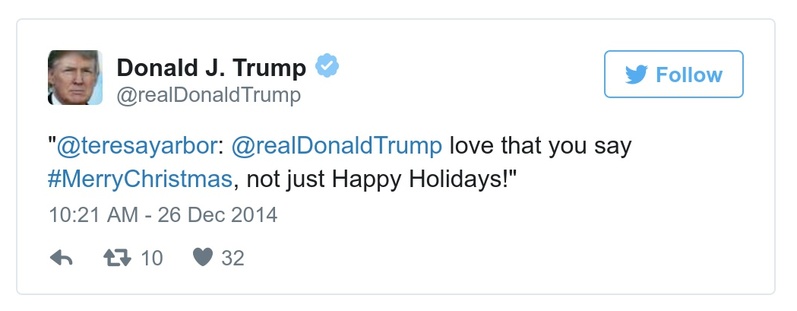 Donald J. Trump
@realDonaldTrump
Follow
"@teresayarbor: @realDonaldTrump love that you say
#MerryChristmas, not just Happy Holidays!"
10:21 AM - 26 Dec 2014
10 32